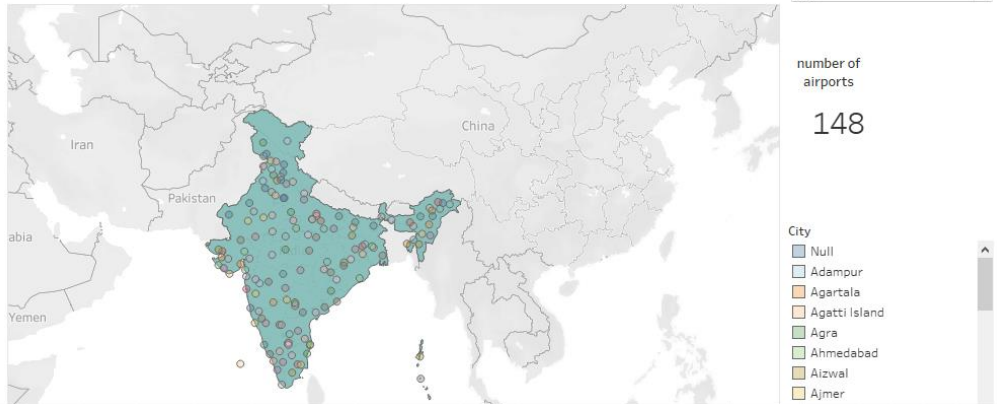 number of
airports
148
China
Iran
Pakistan
abia
Yemen
City
Null
Adampur
Agartala
Agatti Island
Agra
Ahmedabad
Aizwal
Ajmer